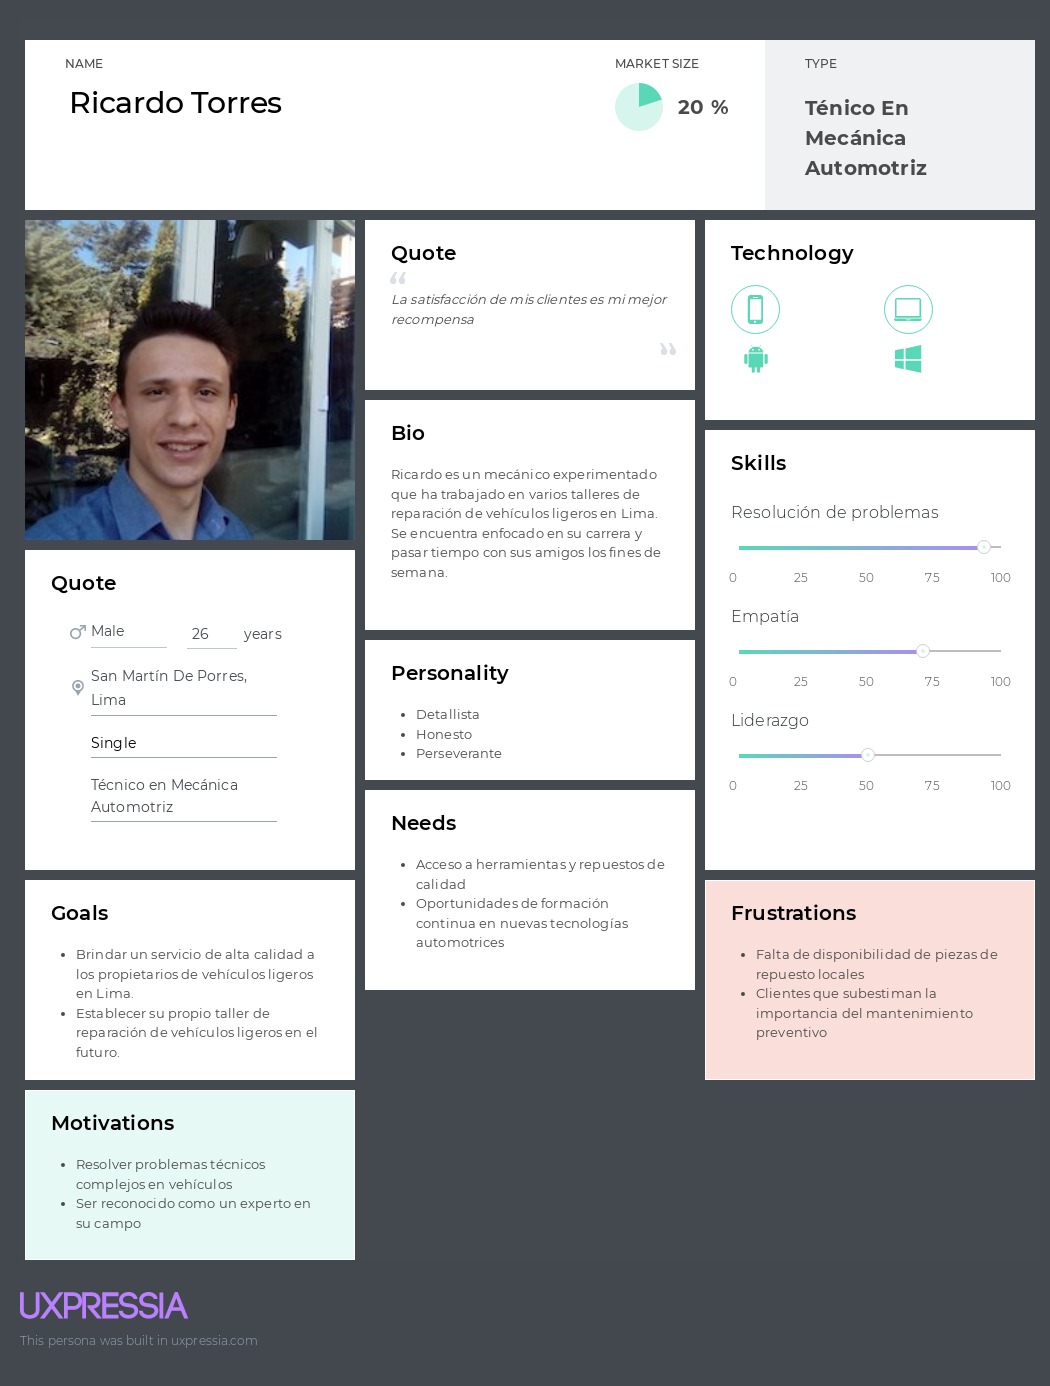 NAME
Ricardo Torres
MARKET SIZE
20 %
TYPE
Ténico En
Mecánica
Automotriz
Quote
Male
26
years
San Martín De Porres,
Lima
Single
Técnico en Mecánica
Automotriz
Goals
Brindar un servicio de alta calidad a
los propietarios de vehículos ligeros
en Lima.
Establecer su propio taller de
reparación de vehículos ligeros en el
futuro.
Motivations
Resolver problemas técnicos
complejos en vehículos
Ser reconocido como un experto en
su campo
Quote
“
La satisfacción de mis clientes es mi mejor
recompensa
”
Bio
Ricardo es un mecánico experimentado
que ha trabajado en varios talleres de
reparación de vehículos ligeros en Lima.
Se encuentra enfocado en su carrera y
pasar tiempo con sus amigos los fines de
semana.
Personality
Detallista
Honesto
Perseverante
Needs
Acceso a herramientas y repuestos de
calidad
Oportunidades de formación
continua en nuevas tecnologías
automotrices
Technology
Skills
Resolución de problemas
0 25 50 75 100
Empatía
0 25 50 75 100
Liderazgo
0 25 50 75 100
Frustrations
Falta de disponibilidad de piezas de
repuesto locales
Clientes que subestiman la
importancia del mantenimiento
preventivo
UXPRESSIA
This persona was built in uxpressia.com